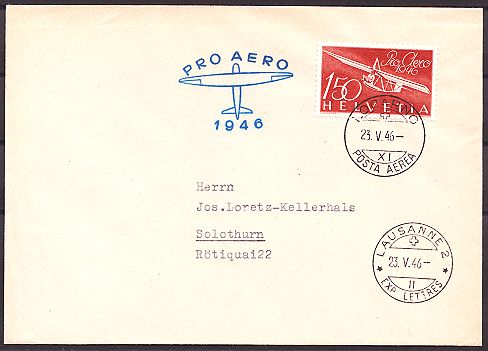 PRO AERO
1946
Pro Aero
1946
150
HELVETIA
LOCARNO
23.V.46–
XI
POSTA AEREA
Herrn
Jos.Loretz-Kellerhals
Solothurn
Rötiquai22
LAUSANNE 2
23.V.46–
II
EXP. LETTRES